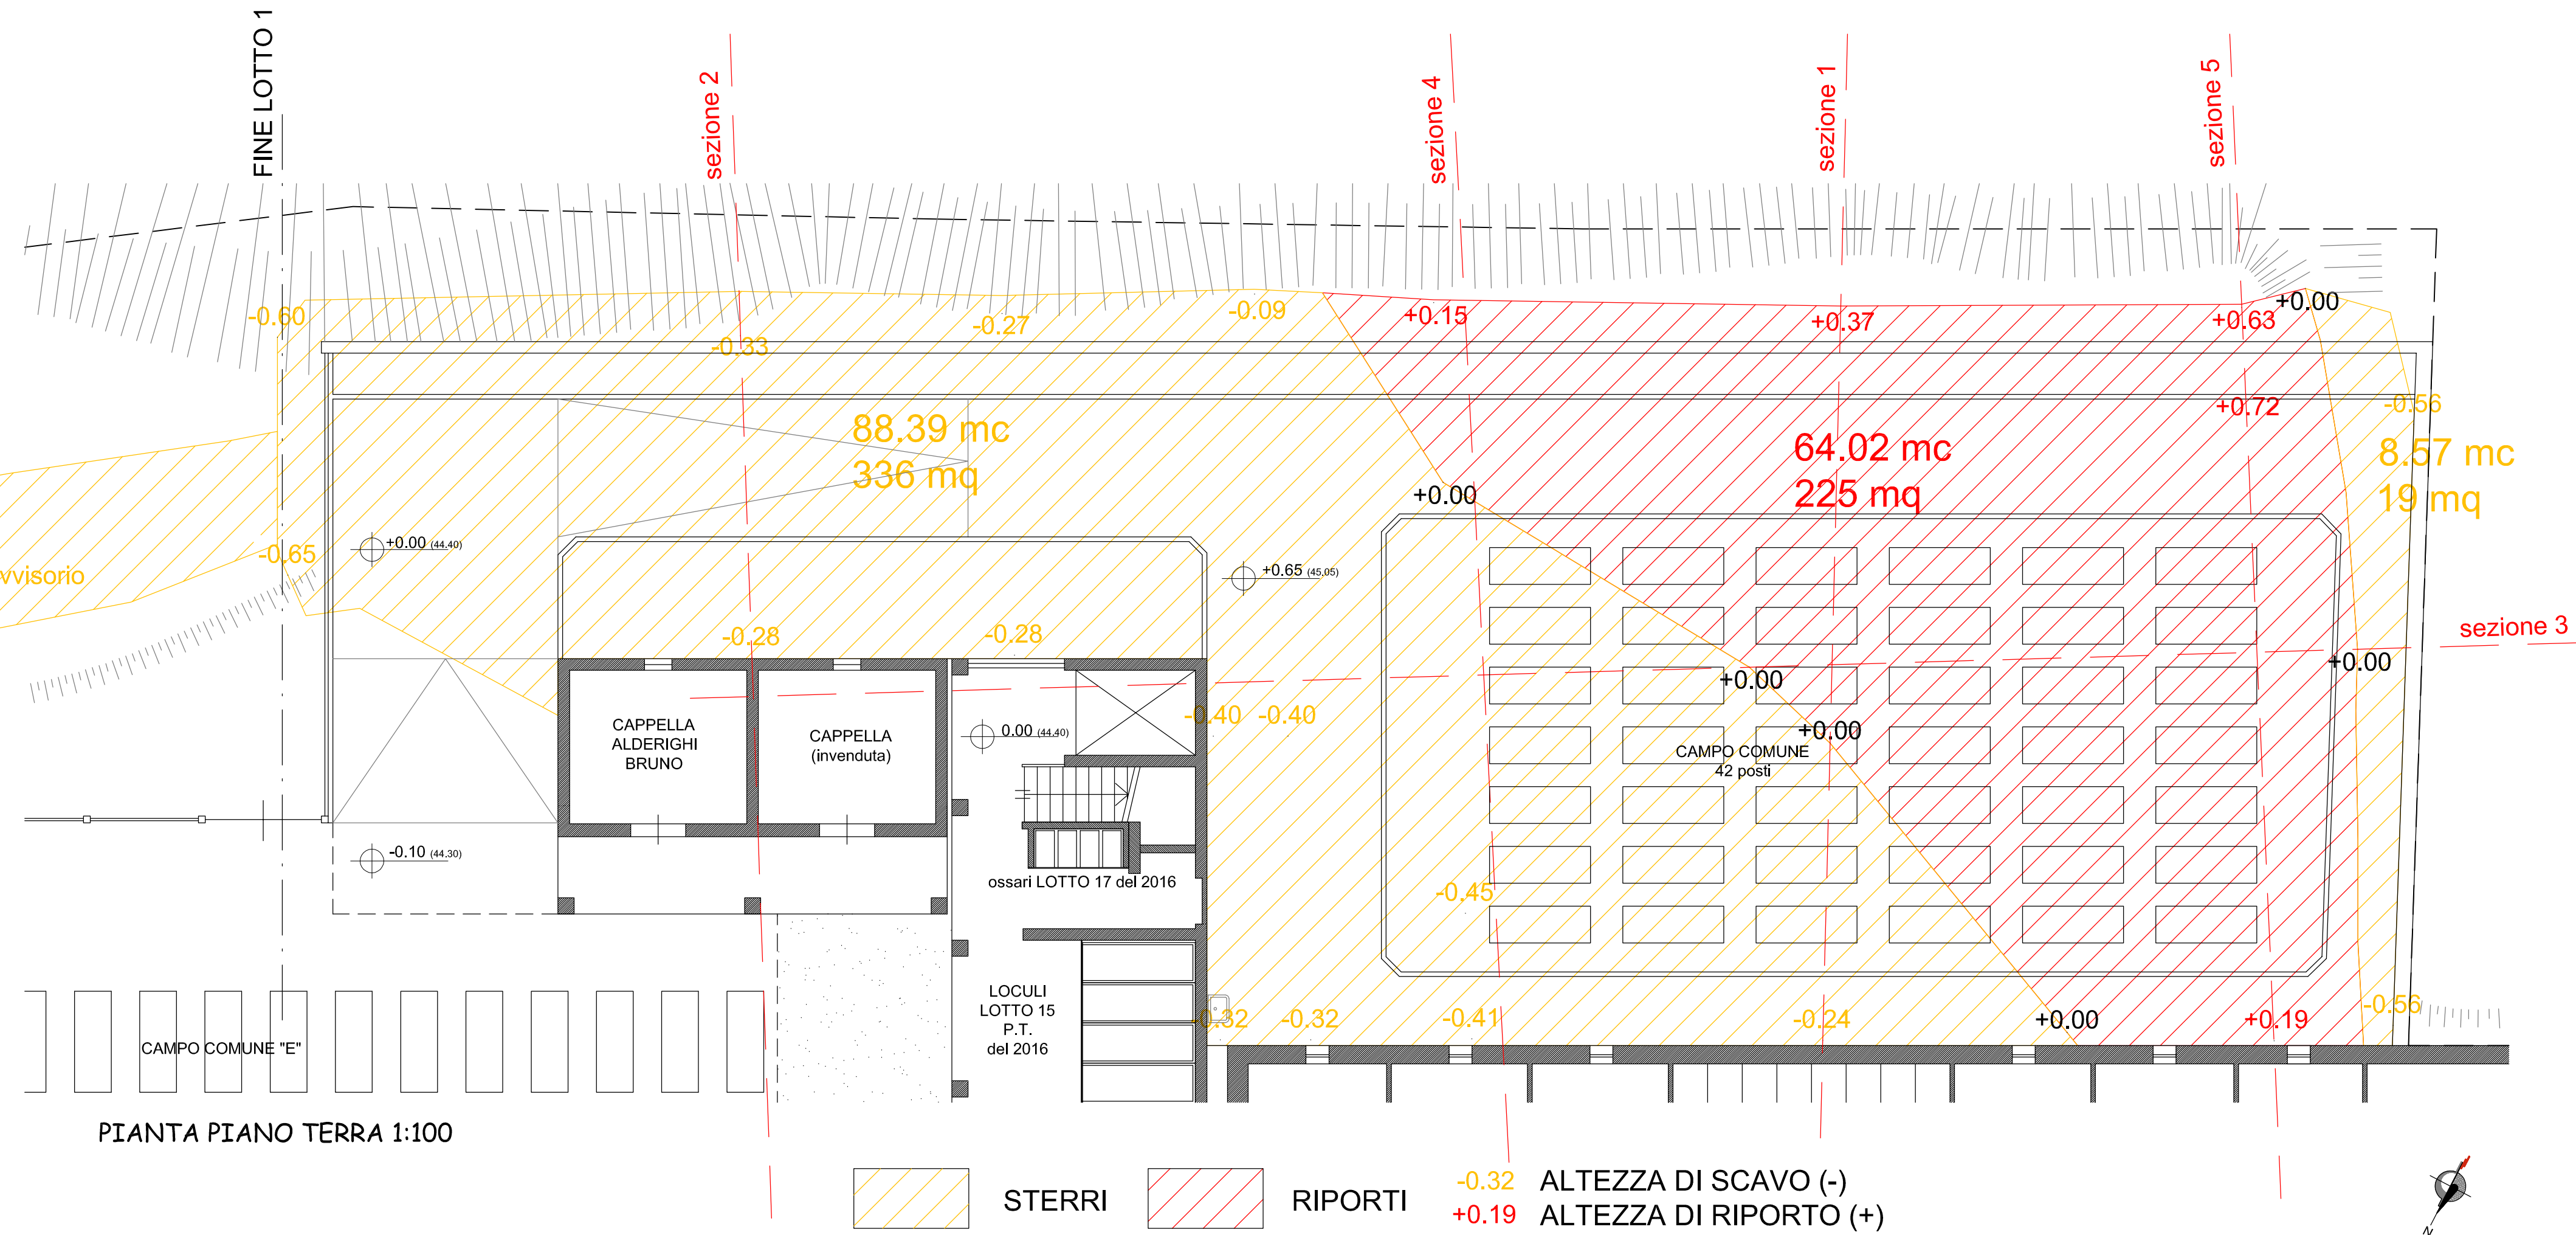 FINE LOTTO 1
sezione 2
sezione 4
sezione 1
sezione 5
-0.60
-0.33
-0.27
-0.09
+0.15
+0.37
+0.63
+0.00
+0.72
-0.56
88.39 mc
336 mq
64.02 mc
225 mq
8.57 mc
19 mq
+0.00
-0.65
vvisorio
+0.00 (44.40)
+0.65 (45.05)
-0.28
-0.28
sezione 3
+0.00
+0.00
-0.40
-0.40
+0.00
CAPPELLA
ALDERIGHI
BRUNO
CAPPELLA
(invenduta)
0.00 (44.40)
CAMPO COMUNE
42 posti
-0.10 (44.30)
ossari LOTTO 17 del 2016
-0.45
LOCULI
LOTTO 15
P.T.
del 2016
-0.32
-0.32
-0.41
-0.24
+0.00
+0.19
-0.56
CAMPO COMUNE "E"
PIANTA PIANO TERRA 1:100
STERRI
RIPORTI
-0.32 ALTEZZA DI SCAVO (-)
+0.19 ALTEZZA DI RIPORTO (+)
N